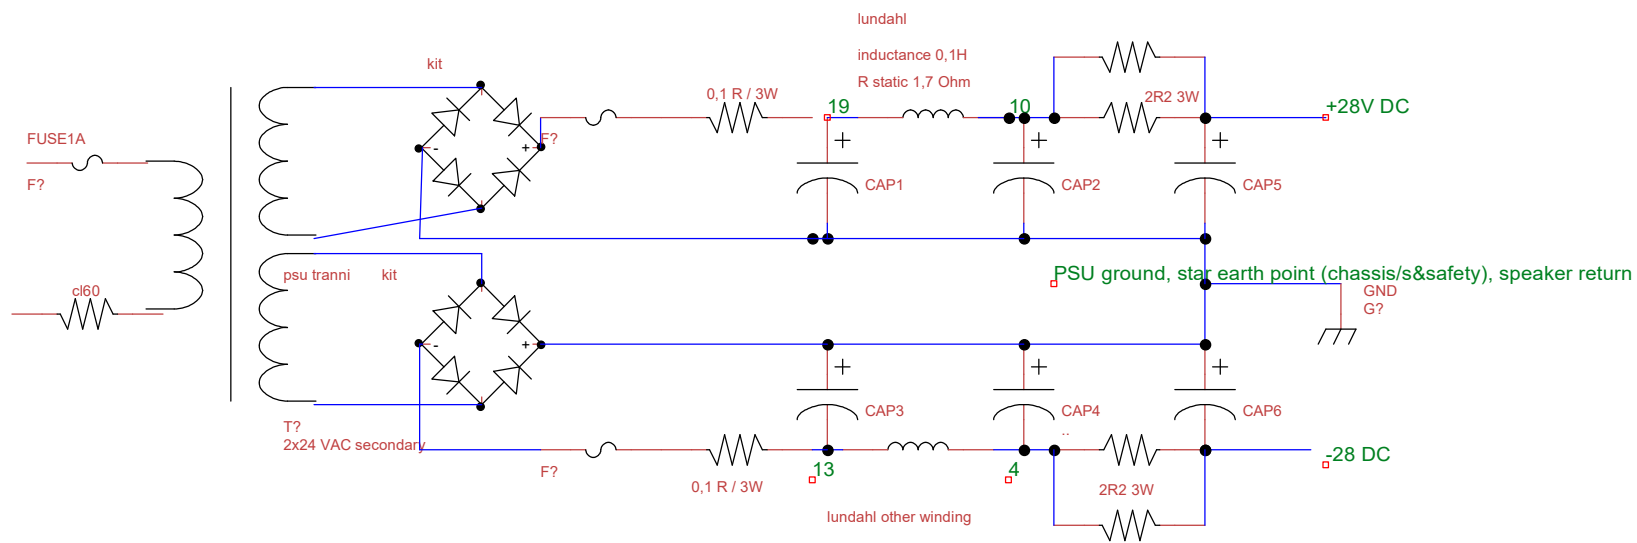 lundahl
inductance 0,1H
R static 1,7 Ohm
kit
0,1 R / 3W
19
10
2R2 3W
+28V DC
FUSE1A
F?
F?
- +
+
+
+
CAP1
CAP2
CAP5
psu tranni
kit
PSU ground, star earth point (chassis/s&safety), speaker return
GND
G?
cl60
- +
+
+
+
CAP3
CAP4
CAP6
T?
2x24 VAC secondary
..
F?
0,1 R / 3W
13
4
2R2 3W
-28 DC
lundahl other winding